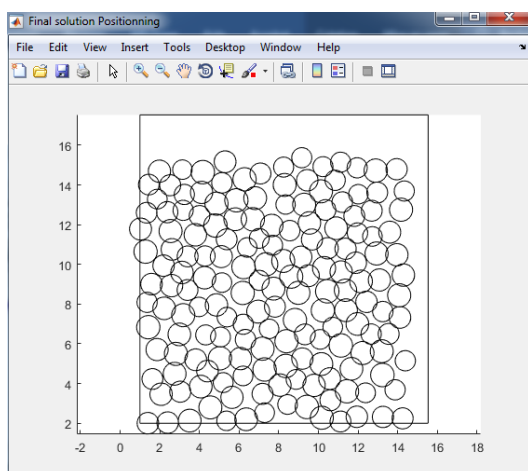 Final solution Positionning
File Edit View Insert Tools Desktop Window Help
16
14
12
10
8
6
4
2
-2 0 2 4 6 8 10 12 14 16 18